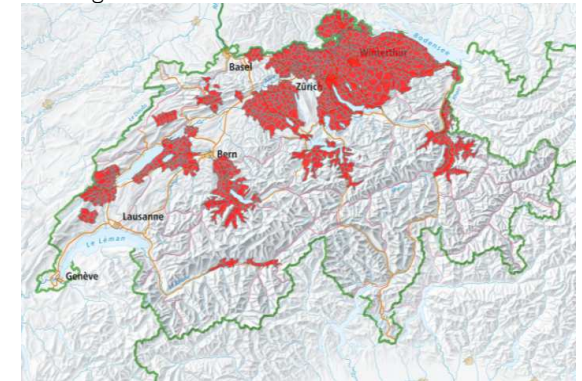 Bodensee
Winterthur
Basel
Zürich
Bern
Lausanne
Le Léman
Genève